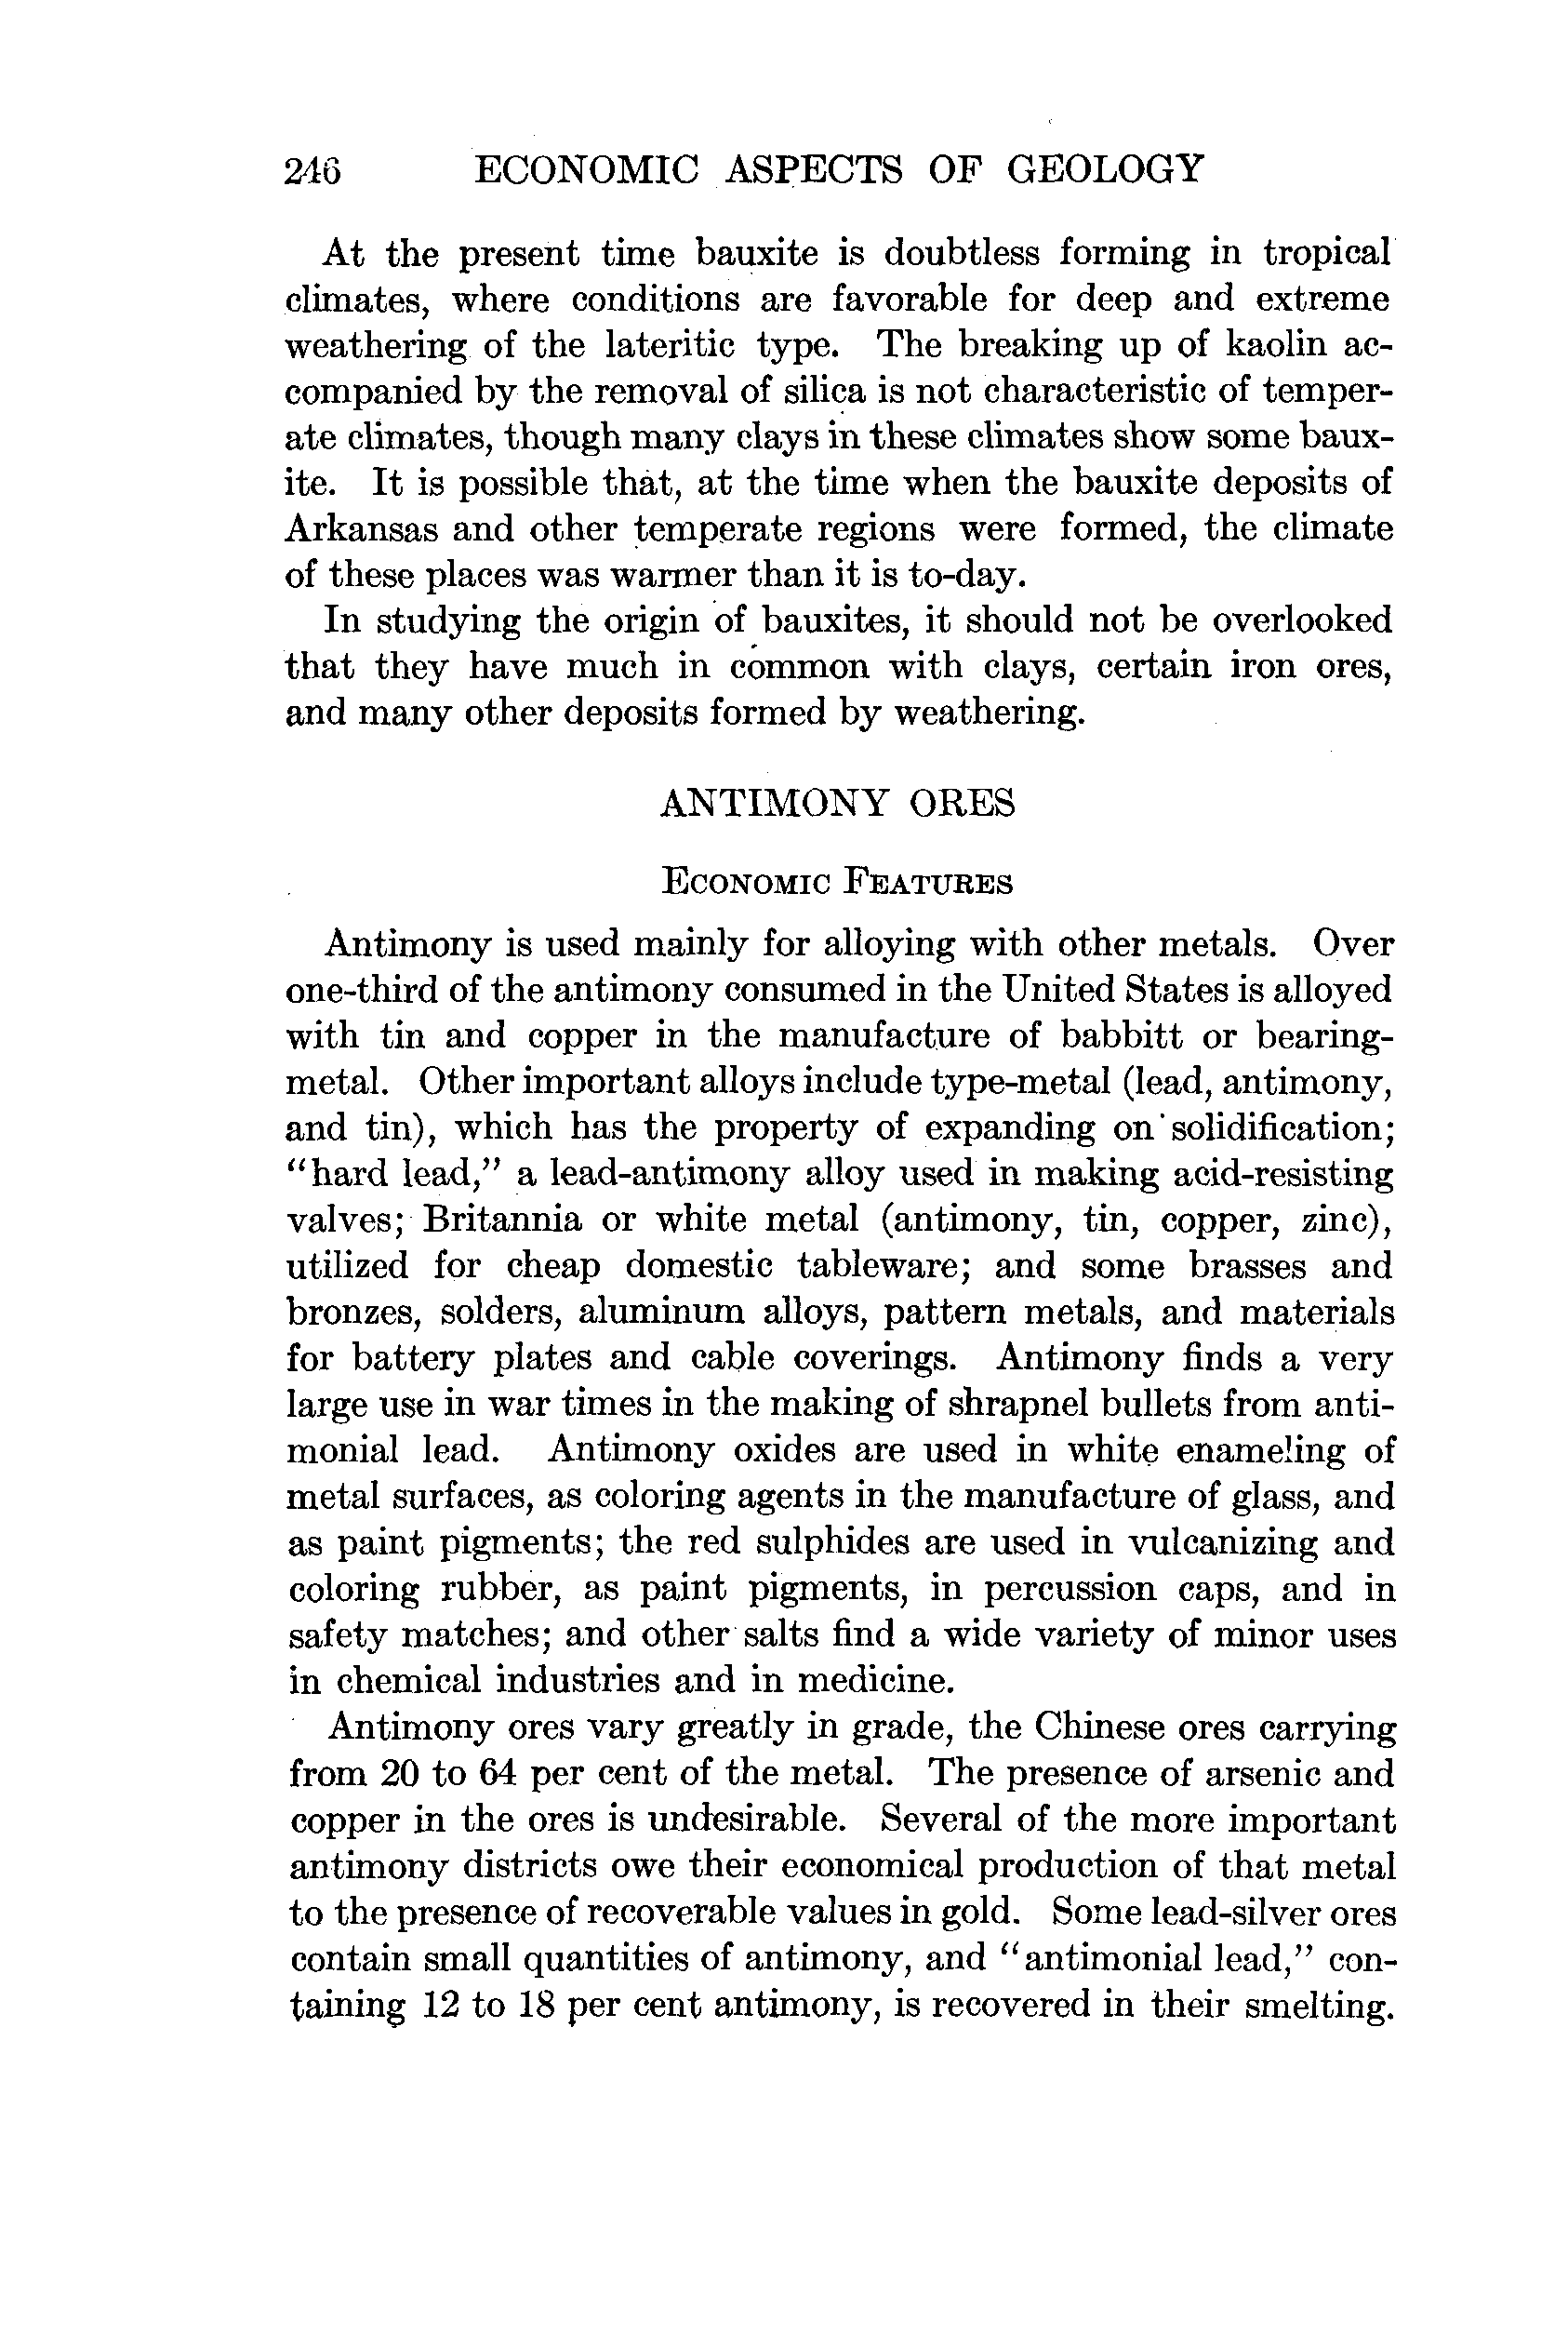 246 ECONOMIC ASPECTS OF GEOLOGY
At the present time bauxite is doubtless forming in tropical
climates, where conditions are favorable for deep and extreme
weathering of the lateritic type. The breaking up of kaolin ac-
companied by the removal of silica is not characteristic of temper-
ate climates, though many clays in these climates show some baux-
ite. It is possible that, at the time when the bauxite deposits of
Arkansas and other temperate regions were formed, the climate
of these places was warmer than it is to-day.
In studying the origin of bauxites, it should not be overlooked
that they have much in common with clays, certain iron ores,
and many other deposits formed by weathering.
ANTIMONY ORES
ECONOMIC FEATURES
Antimony is used mainly for alloying with other metals. Over
one-third of the antimony consumed in the United States is alloyed
with tin and copper in the manufacture of babbitt or bearing-
metal. Other important alloys include type-metal (lead, antimony,
and tin), which has the property of expanding on solidification;
"hard lead," a lead-antimony alloy used in making acid-resisting
valves; Britannia or white metal (antimony, tin, copper, zinc),
utilized for cheap domestic tableware; and some brasses and
bronzes, solders, aluminum alloys, pattern metals, and materials
for battery plates and cable coverings. Antimony finds a very
large use in war times in the making of shrapnel bullets from anti-
monial lead. Antimony oxides are used in white enameling of
metal surfaces, as coloring agents in the manufacture of glass, and
as paint pigments; the red sulphides are used in vulcanizing and
coloring rubber, as paint pigments, in percussion caps, and in
safety matches; and other salts find a wide variety of minor uses
in chemical industries and in medicine.
Antimony ores vary greatly in grade, the Chinese ores carrying
from 20 to 64 per cent of the metal. The presence of arsenic and
copper in the ores is undesirable. Several of the more important
antimony districts owe their economical production of that metal
to the presence of recoverable values in gold. Some lead-silver ores
contain small quantities of antimony, and "antimonial lead," con-
taining 12 to 18 per cent antimony, is recovered in their smelting.